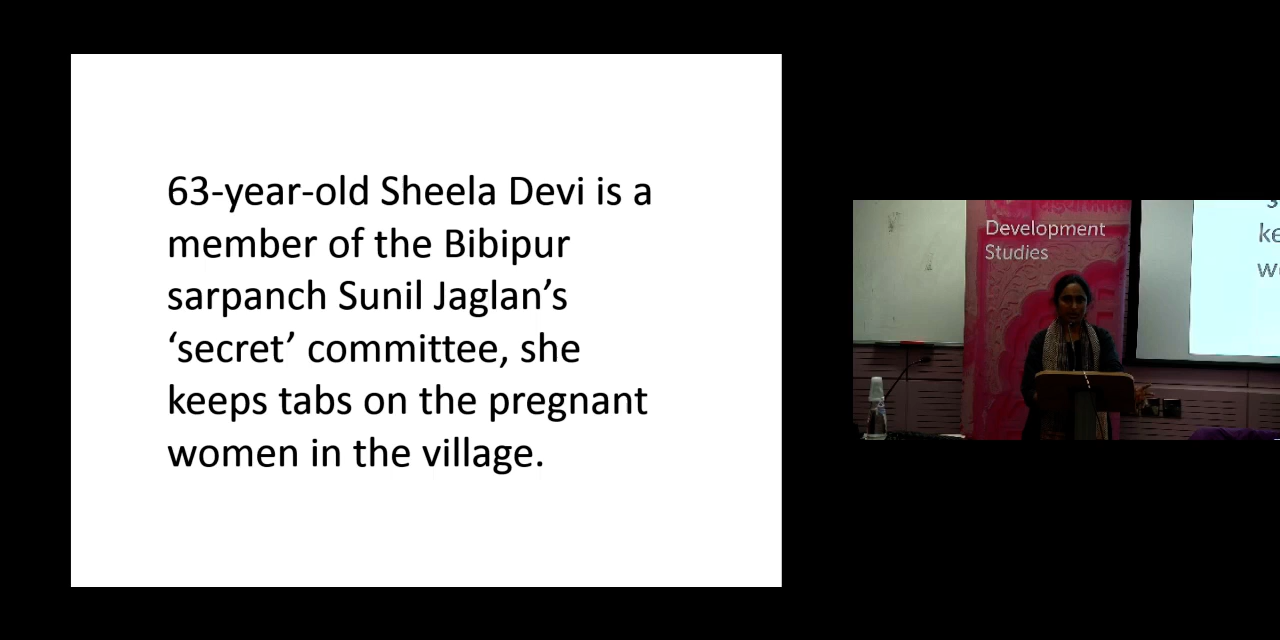 63-year-old Sheela Devi is a
member of the Bibipur
sarpanch Sunil Jaglan’s
‘secret’ committee, she
keeps tabs on the pregnant
women in the village.
Development
Studies